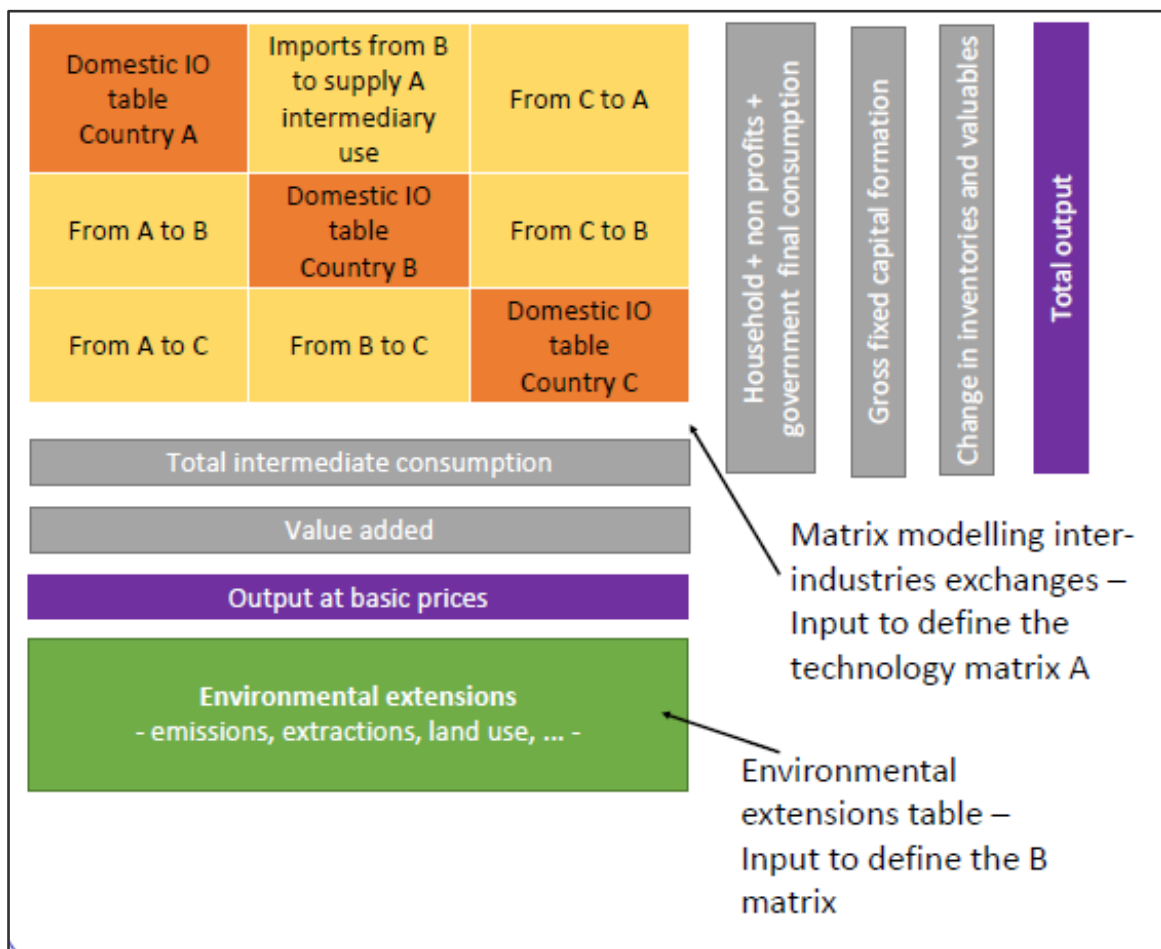 Domestic IO
table
Country A
Imports from B
to supply A
intermediary
use
From C to A
From A to B
Domestic IO
table
Country B
From C to B
From A to C
From B to C
Domestic IO
table
Country C
Household + non profits +
government final consumption
Gross fixed capital formation
Change in inventories and valuables
Total output
Total intermediate consumption
Value added
Output at basic prices
Environmental extensions
- emissions, extractions, land use, ... -
Matrix modelling inter-
industries exchanges –
Input to define the
technology matrix A
Environmental
extensions table –
Input to define the B
matrix